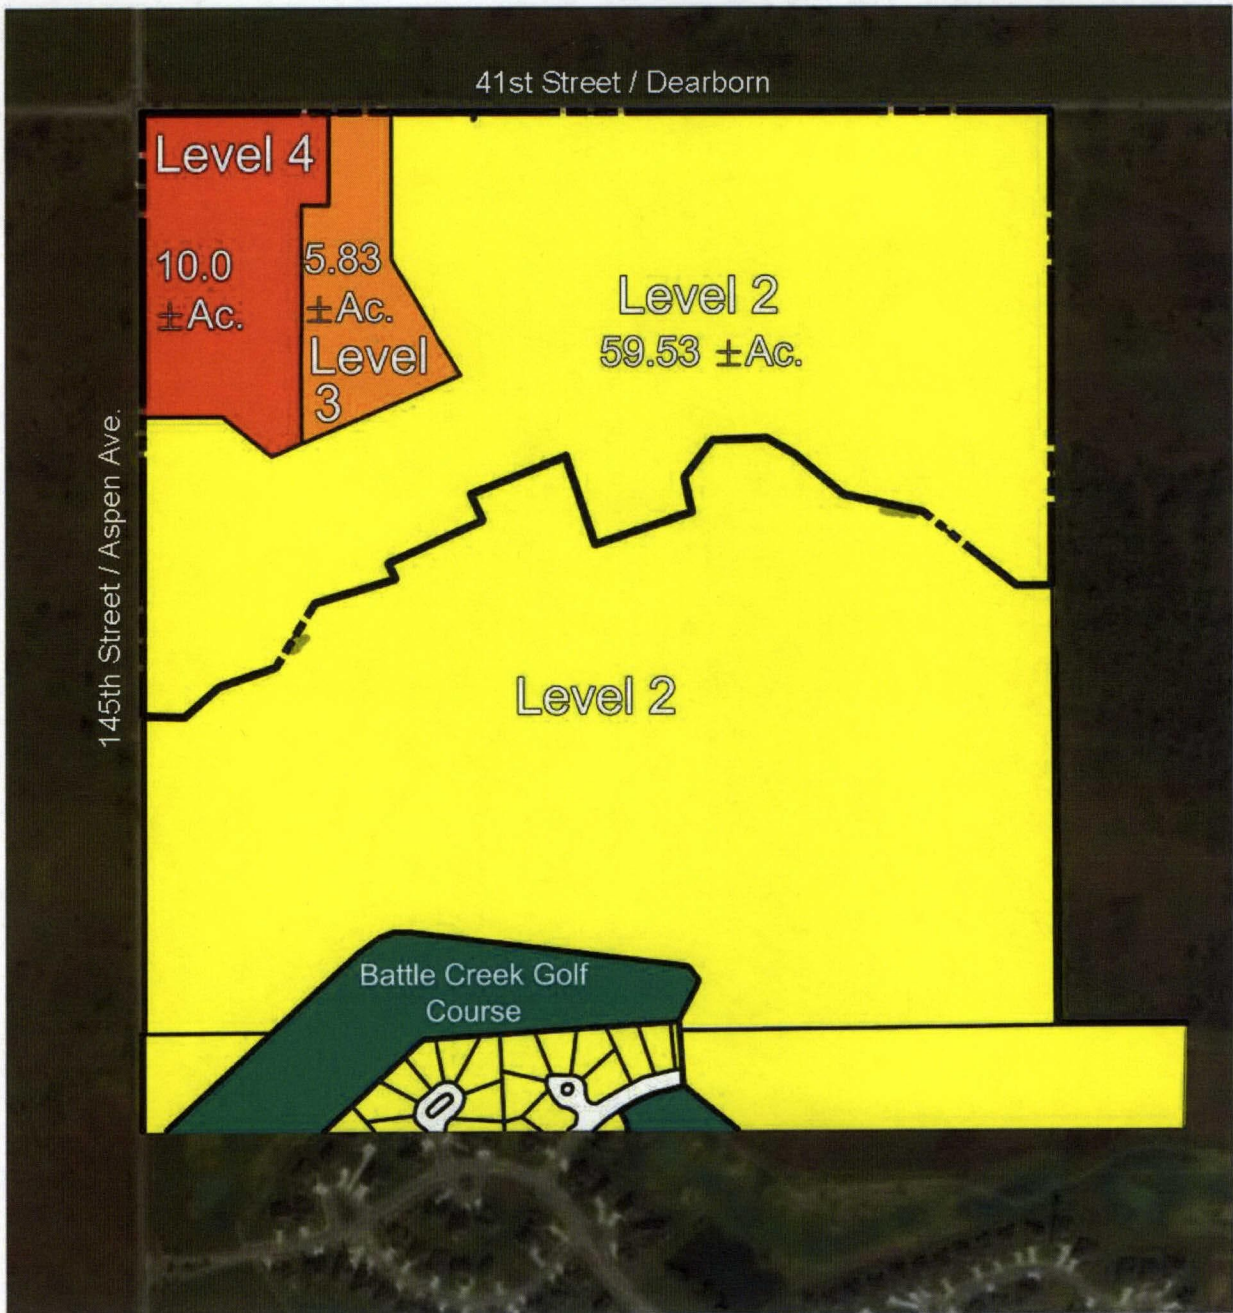 41st Street / Dearborn
Level 4
10.0
±Ac.
5.83
±Ac.
Level
3
Level 2
59.53 ±Ac.
145th Street / Aspen Ave.
Level 2
Battle Creek Golf
Course